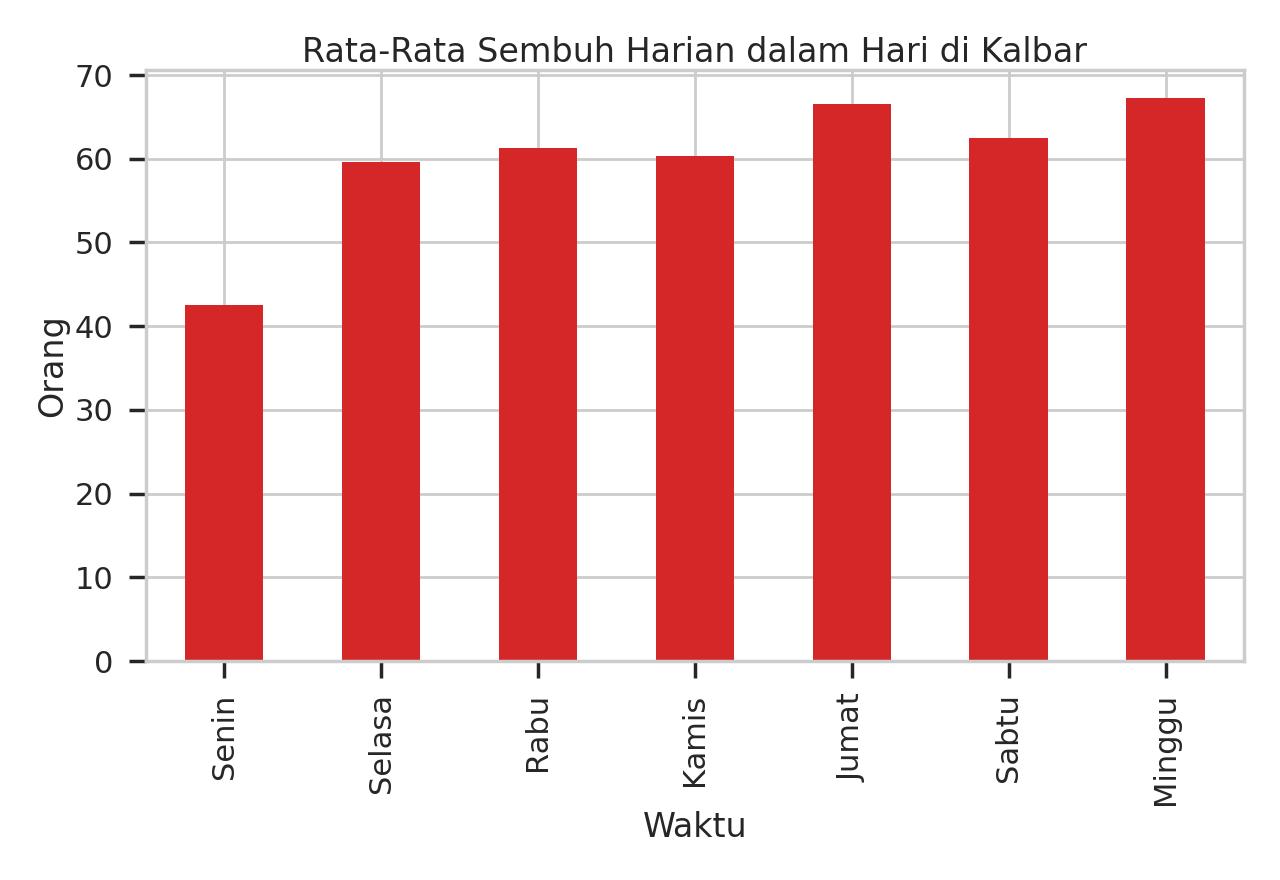 Rata-Rata Sembuh Harian dalam Hari di Kalbar
70
60
50
40
30
20
10
0
Orang
Senin
Selasa
Rabu
Kamis
Jumat
Sabtu
Minggu
Waktu